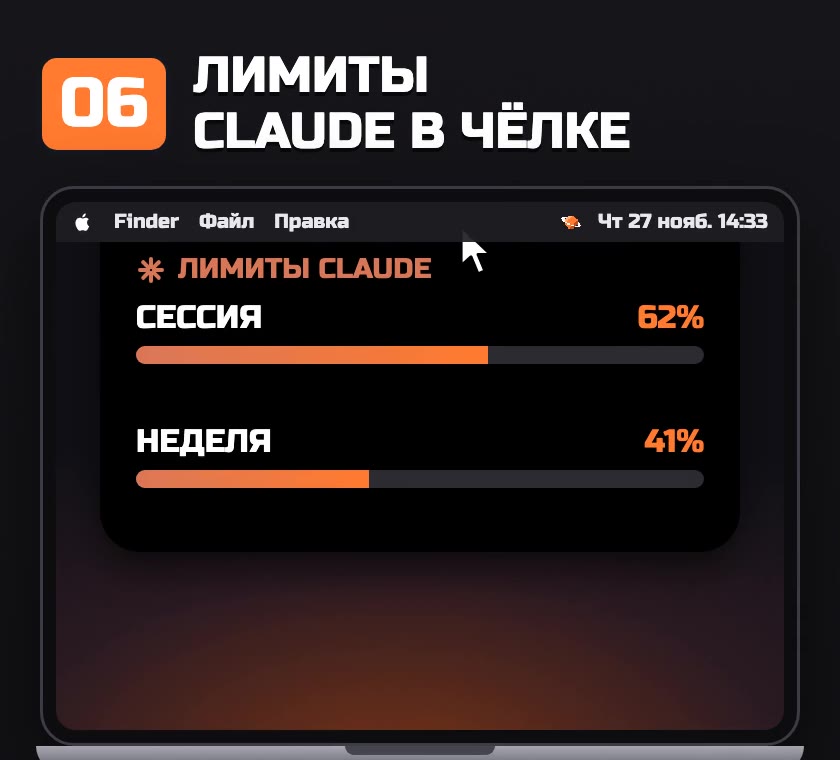 06
ЛИМИТЫ
CLAUDE В ЧЁЛКЕ
Finder Файл Правка Чт 27 нояб. 14:33
ЛИМИТЫ CLAUDE
СЕССИЯ 62%
НЕДЕЛЯ 41%